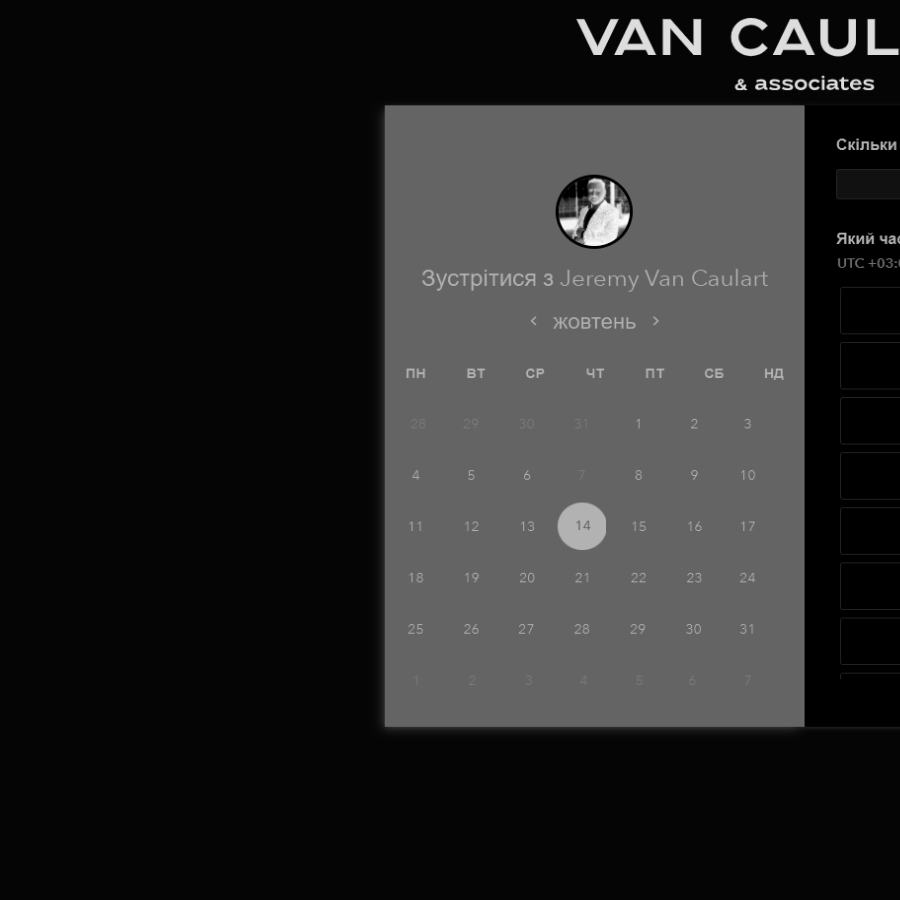 VAN CAUL
& associates
Зустрітися з Jeremy Van Caulart
жовтень
ПН ВТ СР ЧТ ПТ СБ НД
28 29 30 31 1 2 3
4 5 6 7 8 9 10
11 12 13 14 15 16 17
18 19 20 21 22 23 24
25 26 27 28 29 30 31
1 2 3 4 5 6 7
Скільки
Який час
UTC +03: